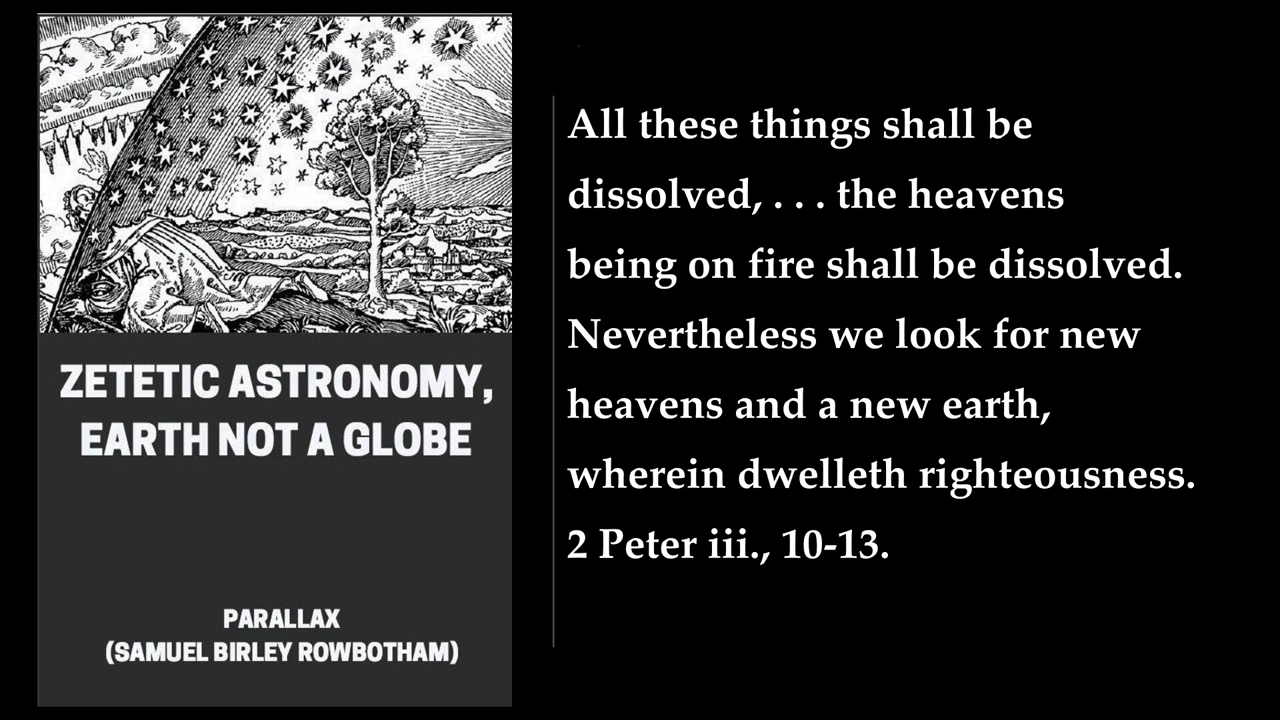 ZETETIC ASTRONOMY,
EARTH NOT A GLOBE
PARALLAX
(SAMUEL BIRLEY ROWBOTHAM)
All these things shall be
dissolved, . . . the heavens
being on fire shall be dissolved.
Nevertheless we look for new
heavens and a new earth,
wherein dwelleth righteousness.
2 Peter iii., 10-13.